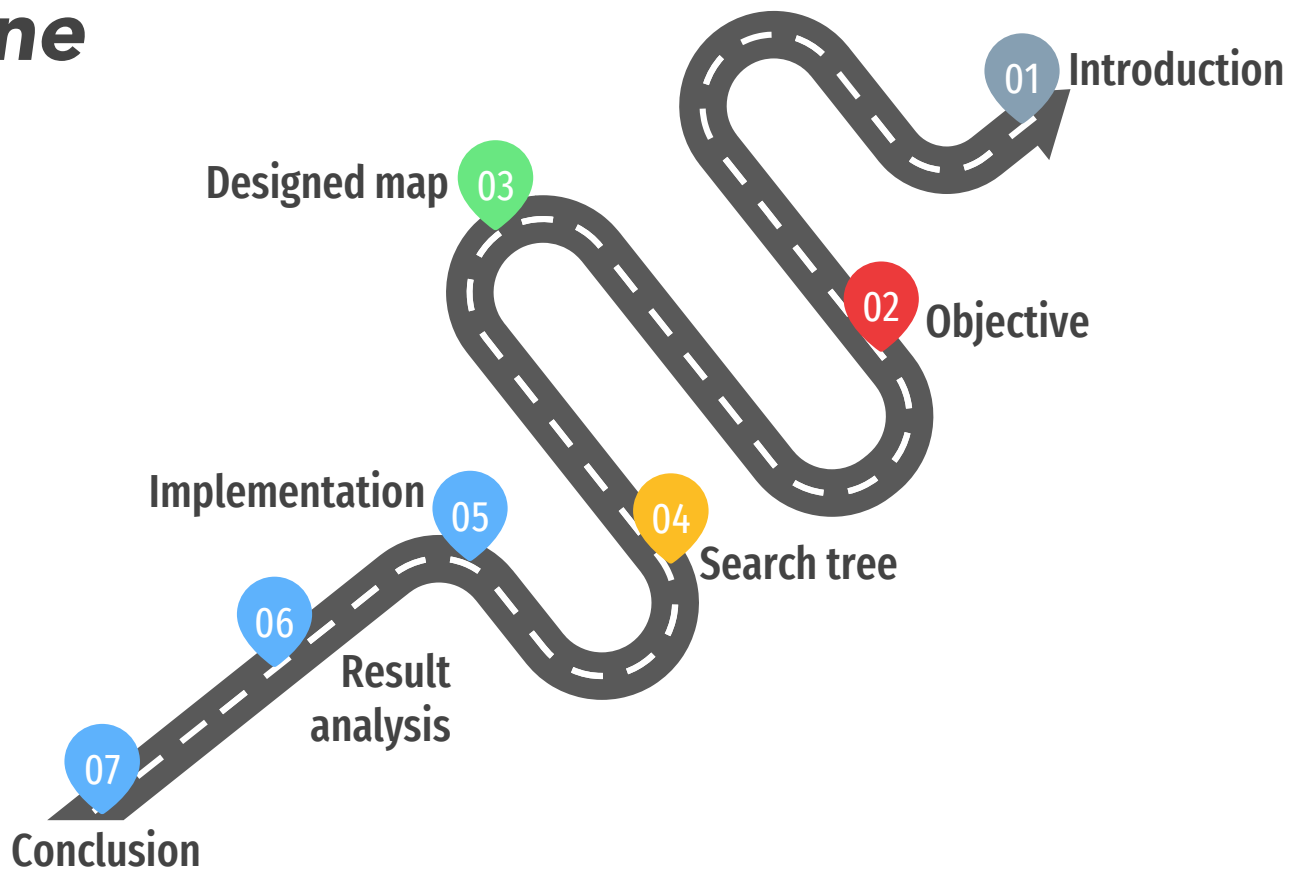 ne
01
Introduction
Designed map
03
02
Objective
Implementation
05
04
Search tree
06
Result
analysis
07
Conclusion